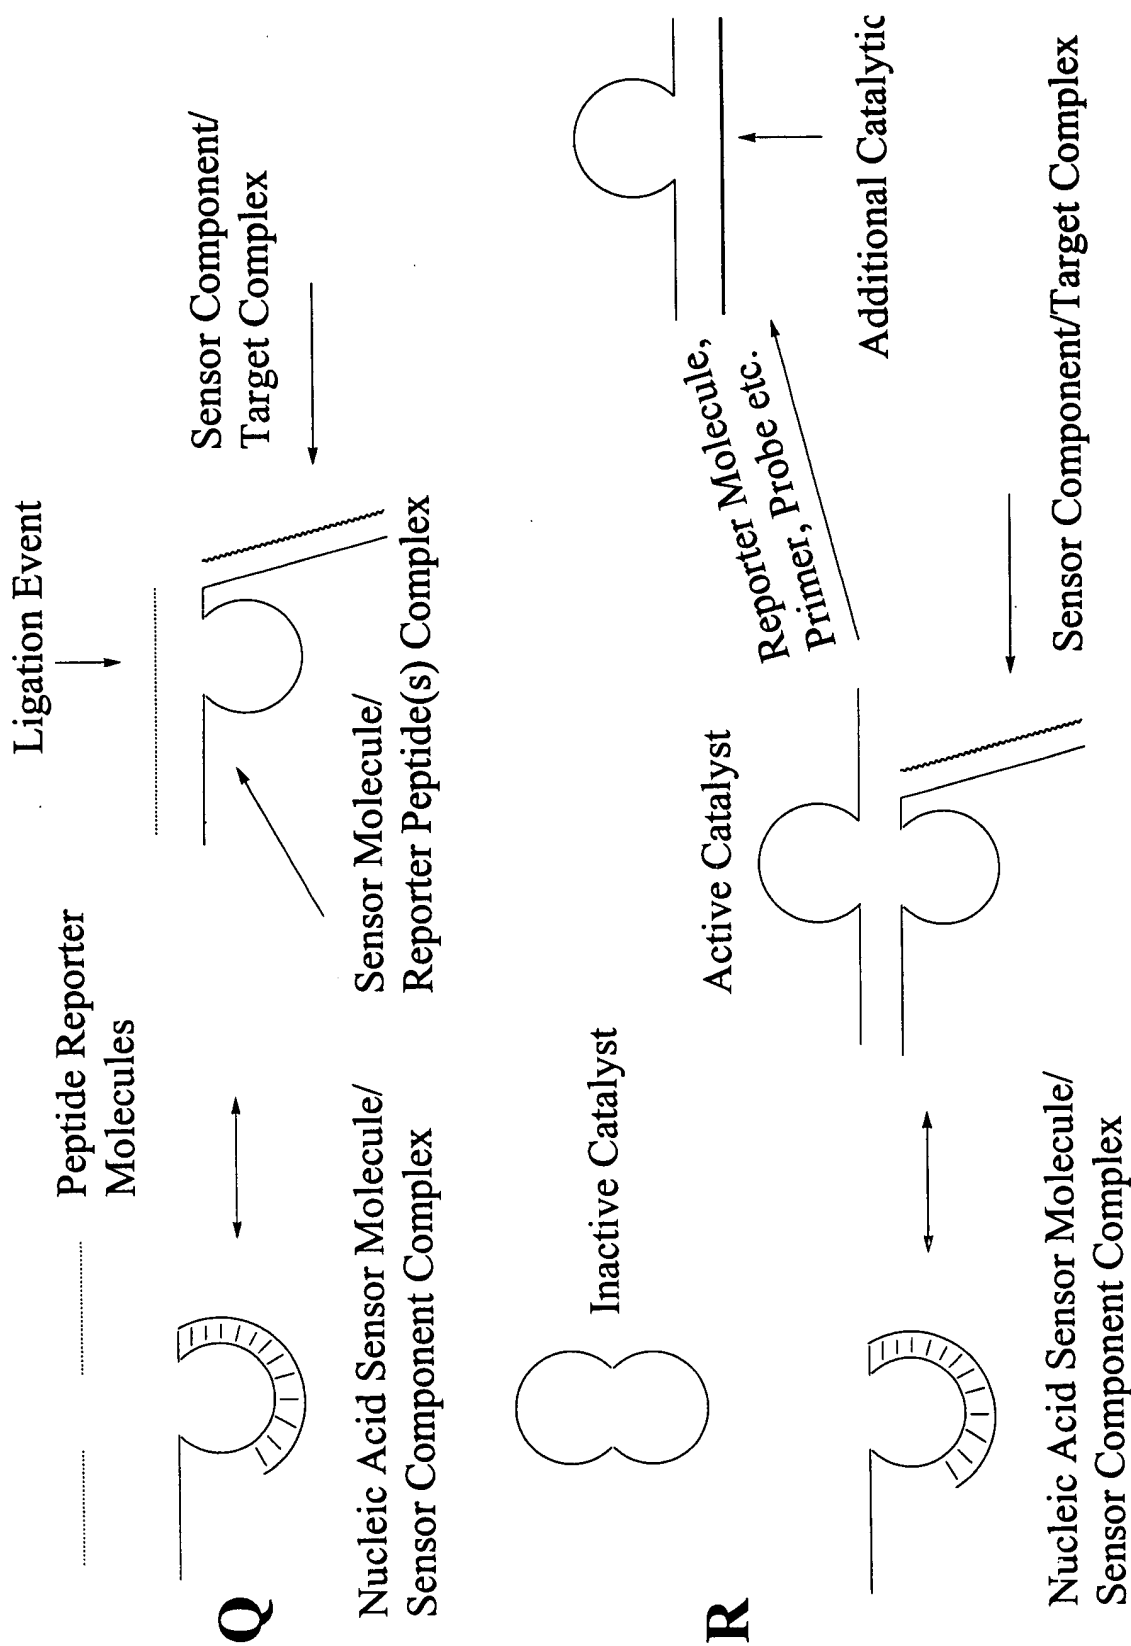 Q
Peptide Reporter
Molecules
Ligation Event
Nucleic Acid Sensor Molecule/
Sensor Component Complex
Sensor Molecule/
Reporter Peptide(s) Complex
Sensor Component/
Target Complex
R
Inactive Catalyst
Active Catalyst
Reporter Molecule,
Primer, Probe etc.
Additional Catalytic
Nucleic Acid Sensor Molecule/
Sensor Component Complex
Sensor Component/Target Complex